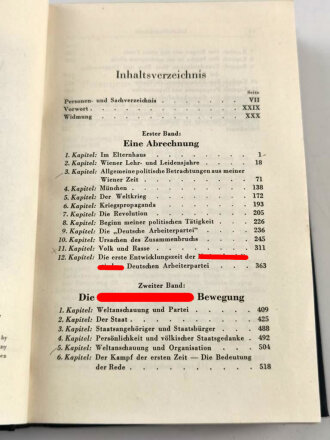 Inhaltsverzeichnis
Seite
Personen- und Sachverzeichnis . . . . . . . . . VII
Vorwort . . . . . . . . . . . . . . . . XXIX
Widmung . . . . . . . . . . . . . . . XXX
Erster Band:
Eine Abrechnung
1. Kapitel: Im Elternhaus . . . . . . . . . . 1
2. Kapitel: Wiener Lehr- und Leidensjahre . . . . . 18
3. Kapitel: Allgemeine politische Betrachtungen aus meiner
Wiener Zeit . . . . . . . . . . . 71
4. Kapitel: München . . . . . . . . . . . 138
5. Kapitel: Der Weltkrieg . . . . . . . . . 172
6. Kapitel: Kriegspropaganda . . . . . . . . 193
7. Kapitel: Die Revolution . . . . . . . . . 205
8. Kapitel: Beginn meiner politischen Tätigkeit . . . . 226
9. Kapitel: Die „Deutsche Arbeiterpartei“ . . . . . 236
10. Kapitel: Ursachen des Zusammenbruchs . . . . . 245
11. Kapitel: Volk und Rasse . . . . . . . . . 311
12. Kapitel: Die erste Entwicklungszeit der
Deutschen Arbeiterpartei . . . . . 363
Zweiter Band:
Die Bewegung
1. Kapitel: Weltanschauung und Partei . . . . . . 409
2. Kapitel: Der Staat . . . . . . . . . . . 425
3. Kapitel: Staatsangehöriger und Staatsbürger . . . . 488
4. Kapitel: Persönlichkeit und völkischer Staatsgedanke . 492
5. Kapitel: Weltanschauung und Organisation . . . . 504
6. Kapitel: Der Kampf der ersten Zeit — Die Bedeutung
der Rede . . . . . . . . . . . . 518